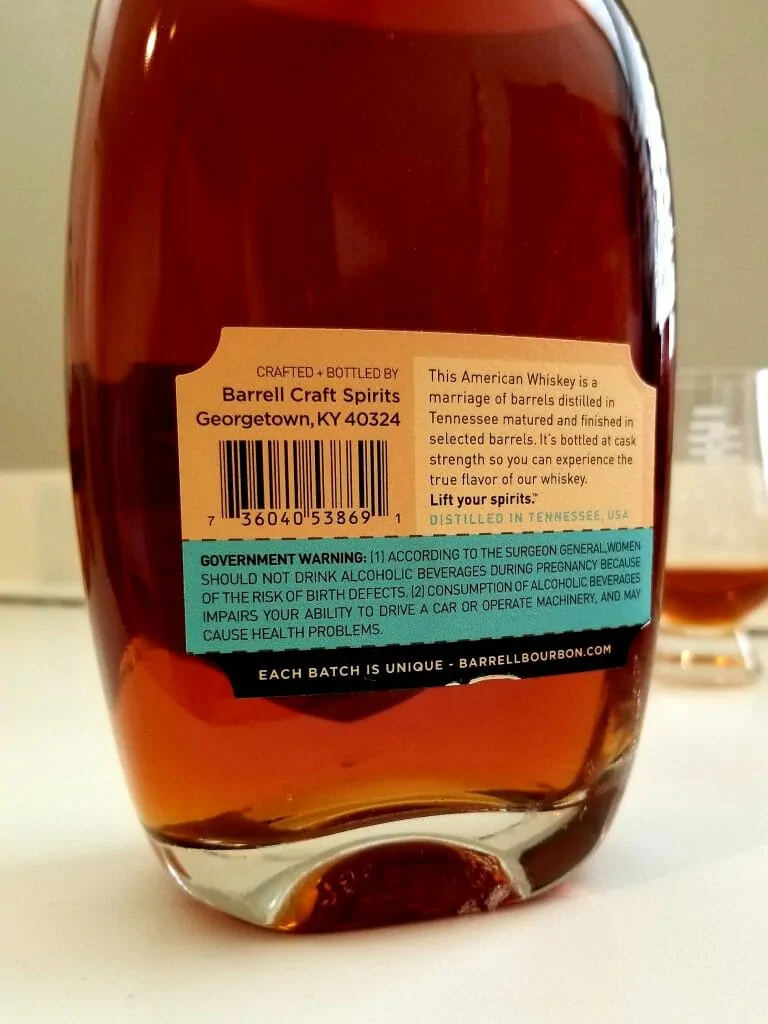 CRAFTED + BOTTLED BY
Barrell Craft Spirits
Georgetown, KY 40324
7 36040 53869 1
This American Whiskey is a
marriage of barrels distilled in
Tennessee matured and finished in
selected barrels. It's bottled at cask
strength so you can experience the
true flavor of our whiskey.
Lift your spirits.™
DISTILLED IN TENNESSEE, USA
GOVERNMENT WARNING: (1) ACCORDING TO THE SURGEON GENERAL,WOMEN
SHOULD NOT DRINK ALCOHOLIC BEVERAGES DURING PREGNANCY BECAUSE
OF THE RISK OF BIRTH DEFECTS. (2) CONSUMPTION OF ALCOHOLIC BEVERAGES
IMPAIRS YOUR ABILITY TO DRIVE A CAR OR OPERATE MACHINERY, AND MAY
CAUSE HEALTH PROBLEMS.
EACH BATCH IS UNIQUE - BARRELLBOURBON.COM